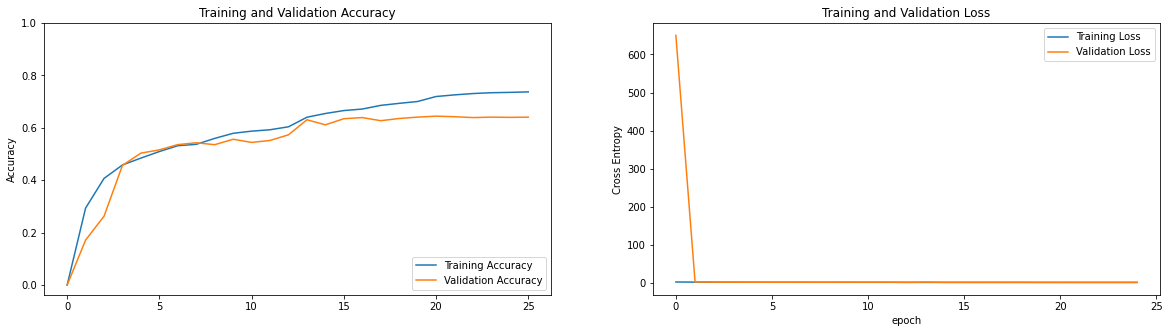 Training and Validation Accuracy
1.0
0.8
0.6
0.4
0.2
0.0
Accuracy
0
5
10
15
20
25
Training Accuracy
Validation Accuracy
Training and Validation Loss
600
500
400
300
200
100
0
Cross Entropy
0
5
10
15
20
25
epoch
Training Loss
Validation Loss